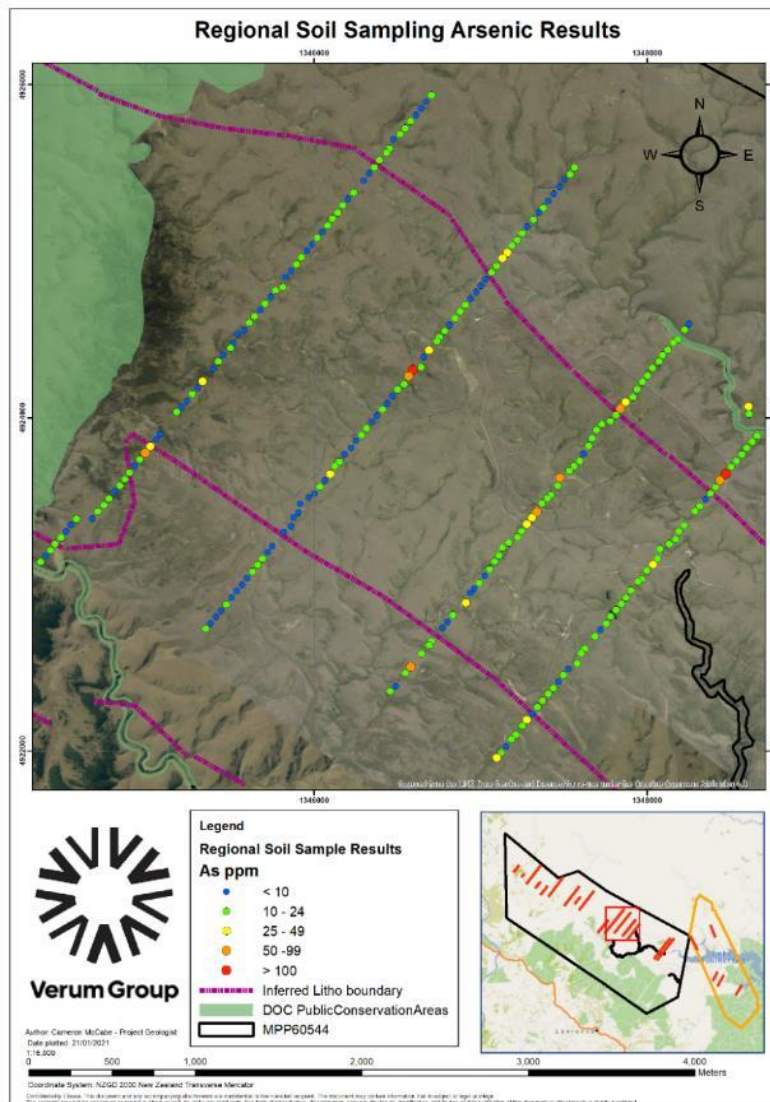 Regional Soil Sampling Arsenic Results
1346000
1348000
4926000
4924000
4922000
N
W E
S
1346000
1348000
Verum Group
Legend
Regional Soil Sample Results
As ppm
< 10
10 - 24
25 - 49
50 -99
> 100
Inferred Litho boundary
DOC PublicConservationAreas
MPP60544
Author: Cameron McCabe - Project Geologist
Date plotted: 21/01/2021
1:16,000
0 500 1,000 2,000 3,000 4,000
Meters
Coordinate System: NZGD 2000 New Zealand Transverse Mercator